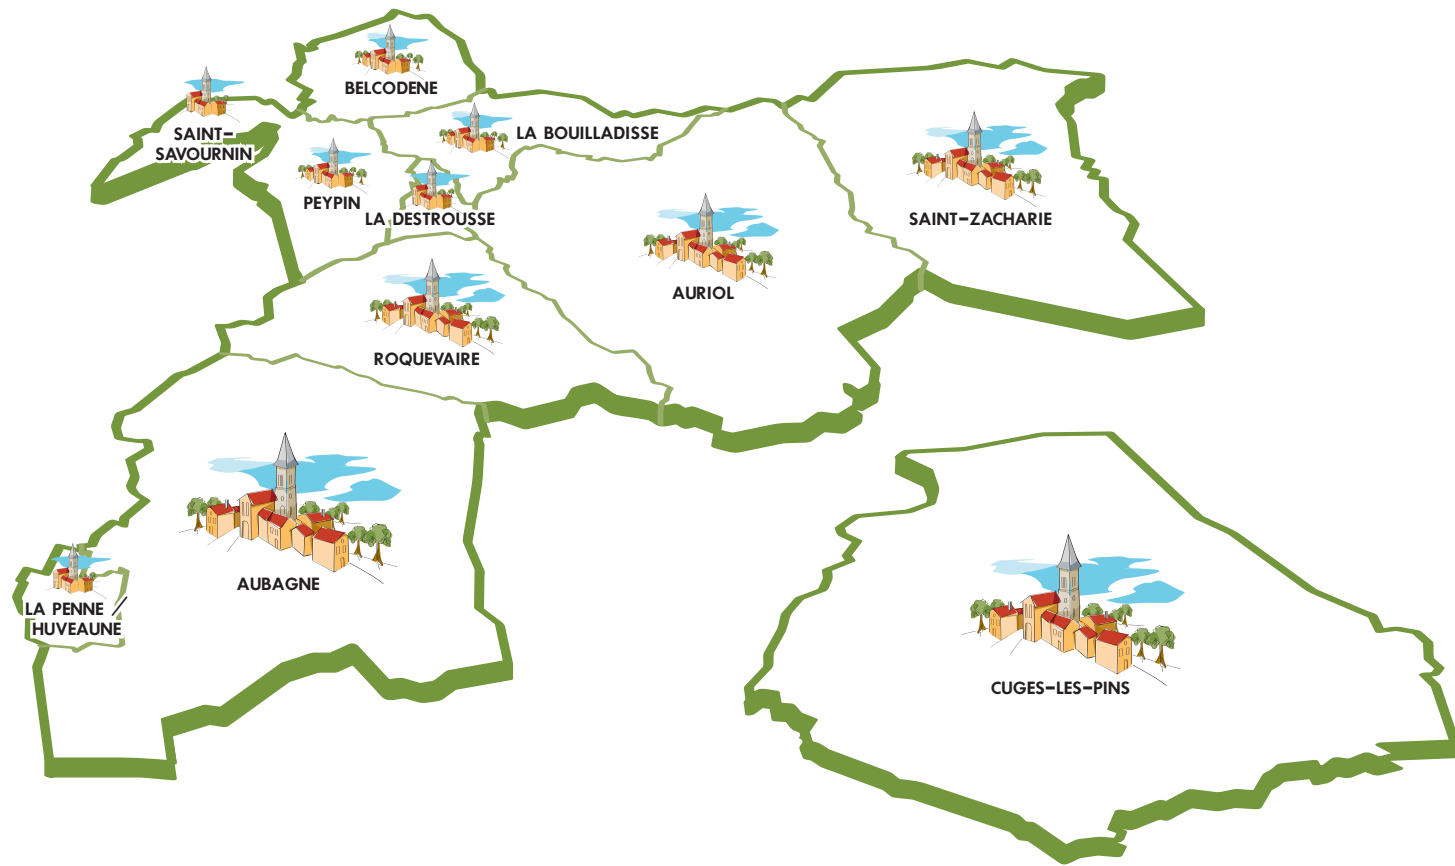 BELCODENE
SAINT-
SAVOURNIN
LA BOUILLADISSE
PEYPIN
LA DESTROUSSE
SAINT-ZACHARIE
AURIOL
ROQUEVAIRE
AUBAGNE
LA PENNE /
HUVEAUNE
CUGES-LES-PINS